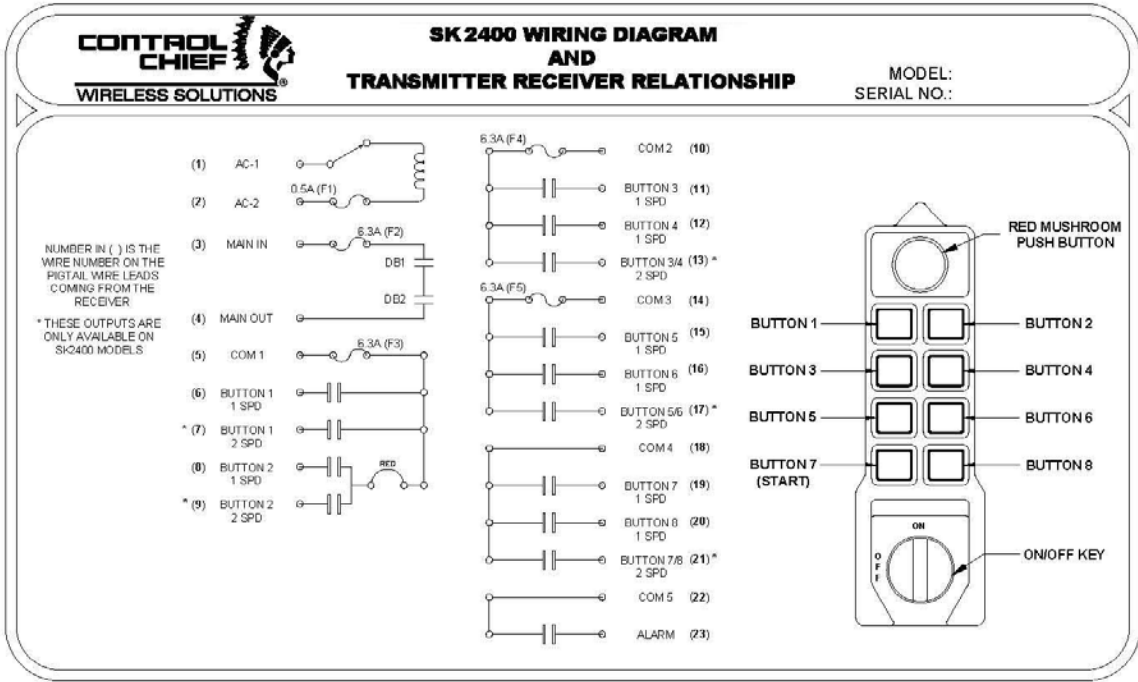 CONTROL
CHIEF
®
WIRELESS SOLUTIONS
SK2400 WIRING DIAGRAM
AND
TRANSMITTER RECEIVER RELATIONSHIP
MODEL:
SERIAL NO.:
NUMBER IN ( ) IS THE
WIRE NUMBER ON THE
PIGTAIL WIRE LEADS
COMING FROM THE
RECEIVER
* THESE OUTPUTS ARE
ONLY AVAILABLE ON
SK2400 MODELS
(1) AC-1
0.5A (F1)
(2) AC-2
6.3A (F2)
(3) MAIN IN
DB1
DB2
(4) MAIN OUT
6.3A (F3)
(5) COM 1
(6) BUTTON 1
1 SPD
* (7) BUTTON 1
2 SPD
(8) BUTTON 2
1 SPD
RED
* (9) BUTTON 2
2 SPD
6.3A (F4)
COM 2 (10)
BUTTON 3 (11)
1 SPD
BUTTON 4 (12)
1 SPD
BUTTON 3/4 (13) *
2 SPD
6.3A (F5)
COM 3 (14)
BUTTON 5 (15)
1 SPD
BUTTON 6 (16)
1 SPD
BUTTON 5/6 (17) *
2 SPD
COM 4 (18)
BUTTON 7 (19)
1 SPD
BUTTON 8 (20)
1 SPD
BUTTON 7/8 (21) *
2 SPD
COM 5 (22)
ALARM (23)
RED MUSHROOM
PUSH BUTTON
BUTTON 1
BUTTON 2
BUTTON 3
BUTTON 4
BUTTON 5
BUTTON 6
BUTTON 7
(START)
BUTTON 8
ON
OFF
ON/OFF KEY